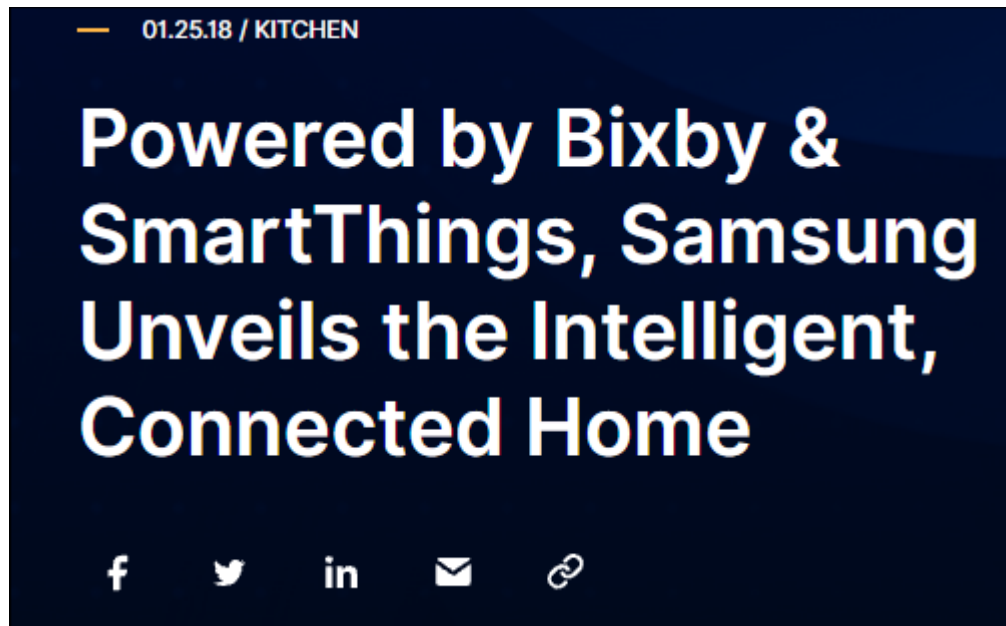 01.25.18 / KITCHEN
Powered by Bixby &
SmartThings, Samsung
Unveils the Intelligent,
Connected Home